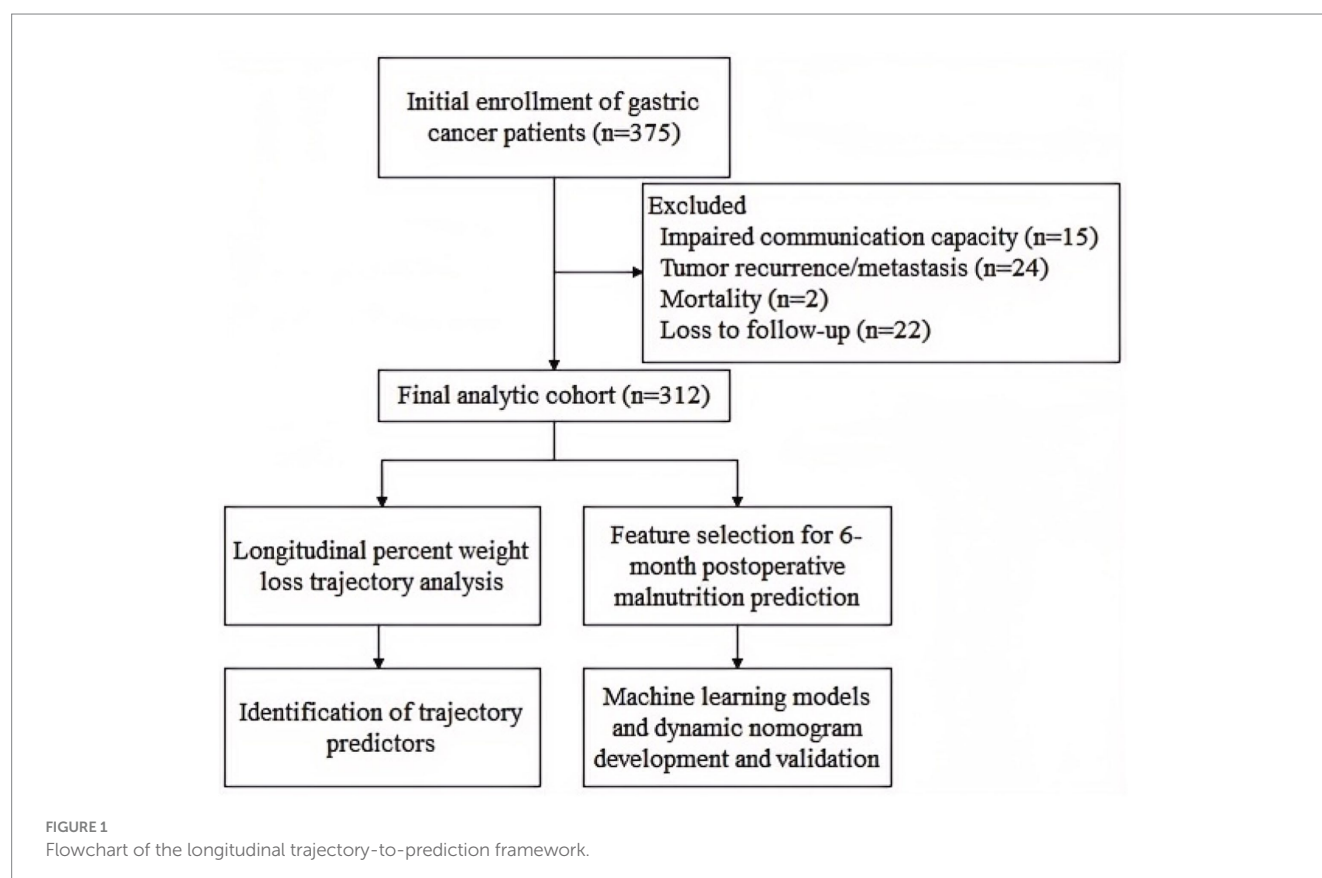 Initial enrollment of gastric
cancer patients (n=375)
Excluded
Impaired communication capacity (n=15)
Tumor recurrence/metastasis (n=24)
Mortality (n=2)
Loss to follow-up (n=22)
Final analytic cohort (n=312)
Longitudinal percent weight
loss trajectory analysis
Feature selection for 6-
month postoperative
malnutrition prediction
Identification of trajectory
predictors
Machine learning models
and dynamic nomogram
development and validation
FIGURE 1
Flowchart of the longitudinal trajectory-to-prediction framework.